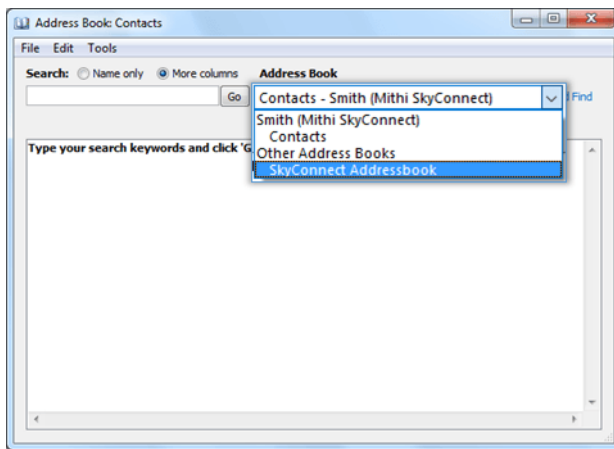 Address Book: Contacts
File Edit Tools
Search: Name only More columns Address Book
Go Contacts - Smith (Mithi SkyConnect) Find
Smith (Mithi SkyConnect)
Contacts
Type your search keywords and click 'G
Other Address Books
SkyConnect Addressbook